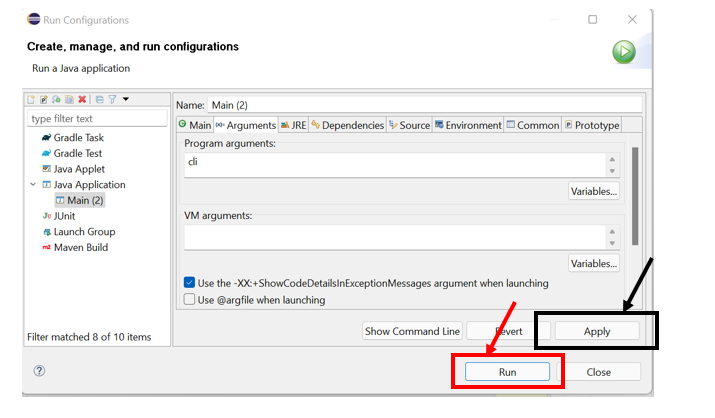 Run Configurations
Create, manage, and run configurations
Run a Java application
Name: Main (2)
type filter text
Main Arguments JRE Dependencies Source Environment Common Prototype
Gradle Task
Gradle Test
Java Applet
Java Application
Main (2)
JUnit
Launch Group
Maven Build
Filter matched 8 of 10 items
Program arguments:
cli
Variables...
VM arguments:
Variables...
Use the -XX:+ShowCodeDetailsInExceptionMessages argument when launching
Use @argfile when launching
Show Command Line Revert Apply
Run Close